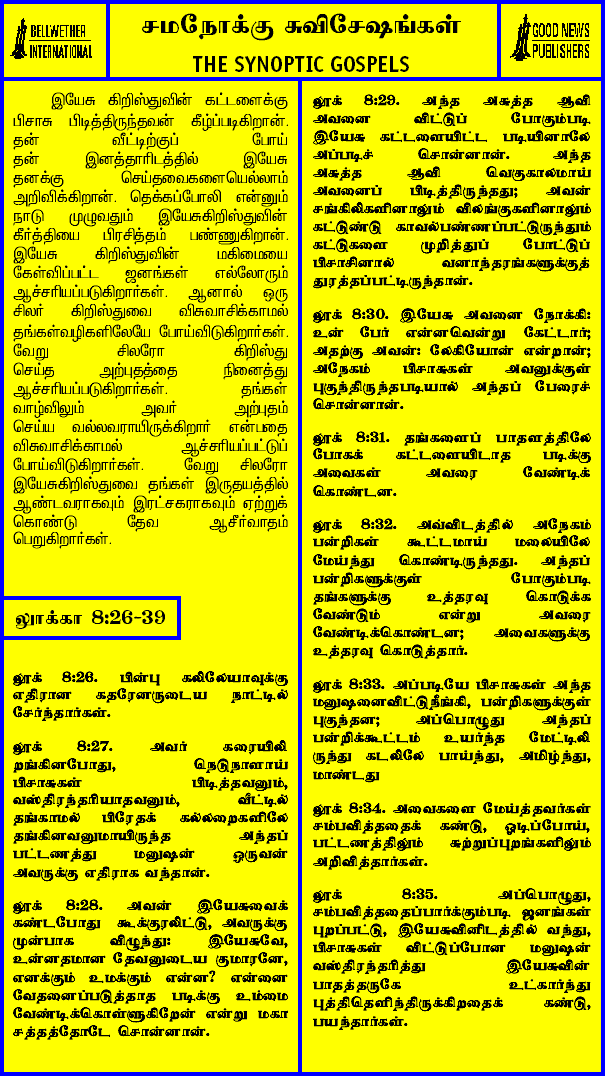 BELLWETHER
INTERNATIONAL
சமநோக்கு சுவிசேஷங்கள்
THE SYNOPTIC GOSPELS
GOOD NEWS
PUBLISHERS
இயேசு கிறிஸ்துவின் கட்டளைக்கு
பிசாசு பிடித்திருந்தவன் கீழ்ப்படிகிறான்.
தன் வீட்டிற்குப் போய்
தன் இனத்தாரிடத்தில் இயேசு
தனக்கு செய்தவைகளையெல்லாம்
அறிவிக்கிறான். தெக்கப்போலி என்னும்
நாடு முழுவதும் இயேசுகிறிஸ்துவின்
கீர்த்தியை பிரசித்தம் பண்ணுகிறான்.
இயேசு கிறிஸ்துவின் மகிமையை
கேள்விப்பட்ட ஜனங்கள் எல்லோரும்
ஆச்சரியப்படுகிறார்கள். ஆனால் ஒரு
சிலர் கிறிஸ்துவை விசுவாசிக்காமல்
தங்கள்வழிகளிலேயே போய்விடுகிறார்கள்.
வேறு சிலரோ கிறிஸ்து
செய்த அற்புதத்தை நினைத்து
ஆச்சரியப்படுகிறார்கள். தங்கள்
வாழ்விலும் அவர் அற்புதம்
செய்ய வல்லவராயிருக்கிறார் என்பதை
விசுவாசிக்காமல் ஆச்சரியப்பட்டுப்
போய்விடுகிறார்கள். வேறு சிலரோ
இயேசுகிறிஸ்துவை தங்கள் இருதயத்தில்
ஆண்டவராகவும் இரட்சகராகவும் ஏற்றுக்
கொண்டு தேவ ஆசீர்வாதம்
பெறுகிறார்கள்.
லூக்கா 8:26-39
லூக் 8:26. பின்பு கலிலேயாவுக்கு
எதிரான கதரேனருடைய நாட்டில்
சேர்ந்தார்கள்.
லூக் 8:27. அவர் கரையிலி
றங்கினபோது, நெடுநாளாய்
பிசாசுகள் பிடித்தவனும்,
வஸ்திரந்தரியாதவனும், வீட்டில்
தங்காமல் பிரேதக் கல்லறைகளிலே
தங்கினவனுமாயிருந்த அந்தப்
பட்டணத்து மனுஷன் ஒருவன்
அவருக்கு எதிராக வந்தான்.
லூக் 8:28. அவன் இயேசுவைக்
கண்டபோது கூக்குரலிட்டு, அவருக்கு
முன்பாக விழுந்து: இயேசுவே,
உன்னதமான தேவனுடைய குமாரனே,
எனக்கும் உமக்கும் என்ன? என்னை
வேதனைப்படுத்தாத படிக்கு உம்மை
வேண்டிக்கொள்ளுகிறேன் என்று மகா
சத்தத்தோடே சொன்னான்.
லூக் 8:29. அந்த அசுத்த ஆவி
அவனை விட்டுப் போகும்படி
இயேசு கட்டளையிட்ட படியினாலே
அப்படிச் சொன்னான். அந்த
அசுத்த ஆவி வெகுகாலமாய்
அவனைப் பிடித்திருந்தது; அவன்
சங்கிலிகளினாலும் விலங்குகளினாலும்
கட்டுண்டு காவல்பண்ணப்பட்டிருந்தும்
கட்டுகளை முறித்துப் போட்டுப்
பிசாசினால் வனாந்தரங்களுக்குத்
துரத்தப்பட்டிருந்தான்.
லூக் 8:30. இயேசு அவனை நோக்கி:
உன் பேர் என்னவென்று கேட்டார்;
அதற்கு அவன்: லேகியோன் என்றான்;
அநேகம் பிசாசுகள் அவனுக்குள்
புகுந்திருந்தபடியால் அந்தப் பேரைச்
சொன்னான்.
லூக் 8:31. தங்களைப் பாதளத்திலே
போகக் கட்டளையிடாத படிக்கு
அவைகள் அவரை வேண்டிக்
கொண்டன.
லூக் 8:32. அவ்விடத்தில் அநேகம்
பன்றிகள் கூட்டமாய் மலையிலே
மேய்ந்து கொண்டிருந்தது. அந்தப்
பன்றிகளுக்குள் போகும்படி
தங்களுக்கு உத்தரவு கொடுக்க
வேண்டும் என்று அவரை
வேண்டிக்கொண்டன; அவைகளுக்கு
உத்தரவு கொடுத்தார்.
லூக் 8:33. அப்படியே பிசாசுகள் அந்த
மனுஷனைவிட்டுநீங்கி, பன்றிகளுக்குள்
புகுந்தன; அப்பொழுது அந்தப்
பன்றிக்கூட்டம் உயர்ந்த மேட்டிலி
ருந்து கடலிலே பாய்ந்து, அமிழ்ந்து,
மாண்டது
லூக் 8:34. அவைகளை மேய்த்தவர்கள்
சம்பவித்ததைக் கண்டு, ஓடிப்போய்,
பட்டணத்திலும் சுற்றுப்புறங்களிலும்
அறிவித்தார்கள்.
லூக் 8:35. அப்பொழுது,
சம்பவித்ததைப்பார்க்கும்படி ஜனங்கள்
புறப்பட்டு, இயேசுவினிடத்தில் வந்து,
பிசாசுகள் விட்டுப்போன மனுஷன்
வஸ்திரந்தரித்து இயேசுவின்
பாதத்தருகே உட்கார்ந்து
புத்திதெளிந்திருக்கிறதைக் கண்டு,
பயந்தார்கள்.